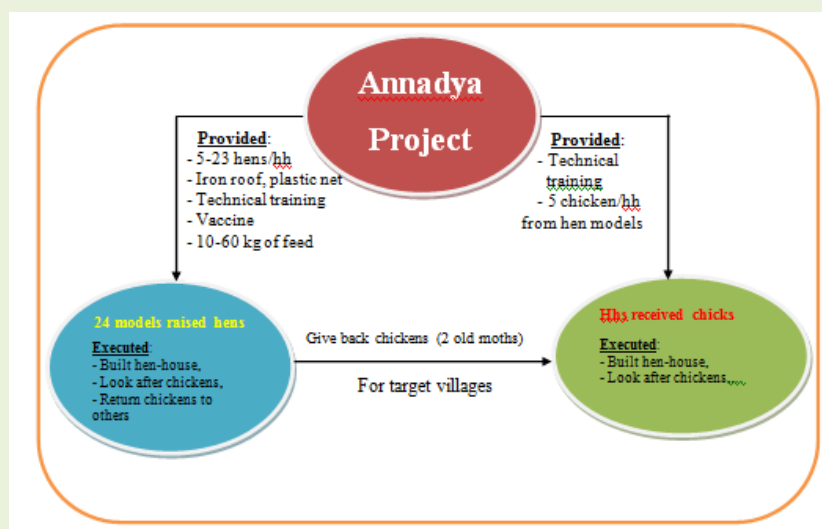 Annadya
Project
Provided:
- 5-23 hens/hh
- Iron roof, plastic net
- Technical training
- Vaccine
- 10-60 kg of feed
Provided:
- Technical
training
- 5 chicken/hh
from hen models
24 models raised hens
Executed:
- Built hen-house,
- Look after chickens,
- Return chickens to
others
Give back chickens (2 old moths)
For target villages
Hhs received chicks
Executed:
- Built hen-house,
- Look after chickens,...